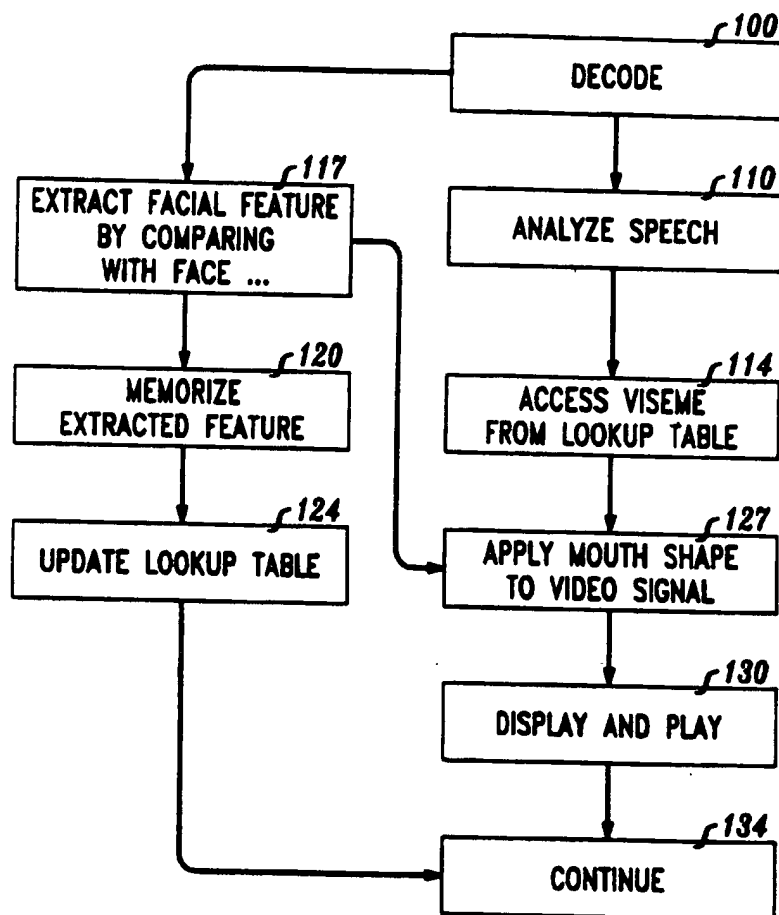 100
DECODE
117
EXTRACT FACIAL FEATURE
BY COMPARING
WITH FACE ...
110
ANALYZE SPEECH
120
MEMORIZE
EXTRACTED FEATURE
114
ACCESS VISEME
FROM LOOKUP TABLE
124
UPDATE LOOKUP TABLE
127
APPLY MOUTH SHAPE
TO VIDEO SIGNAL
130
DISPLAY AND PLAY
134
CONTINUE